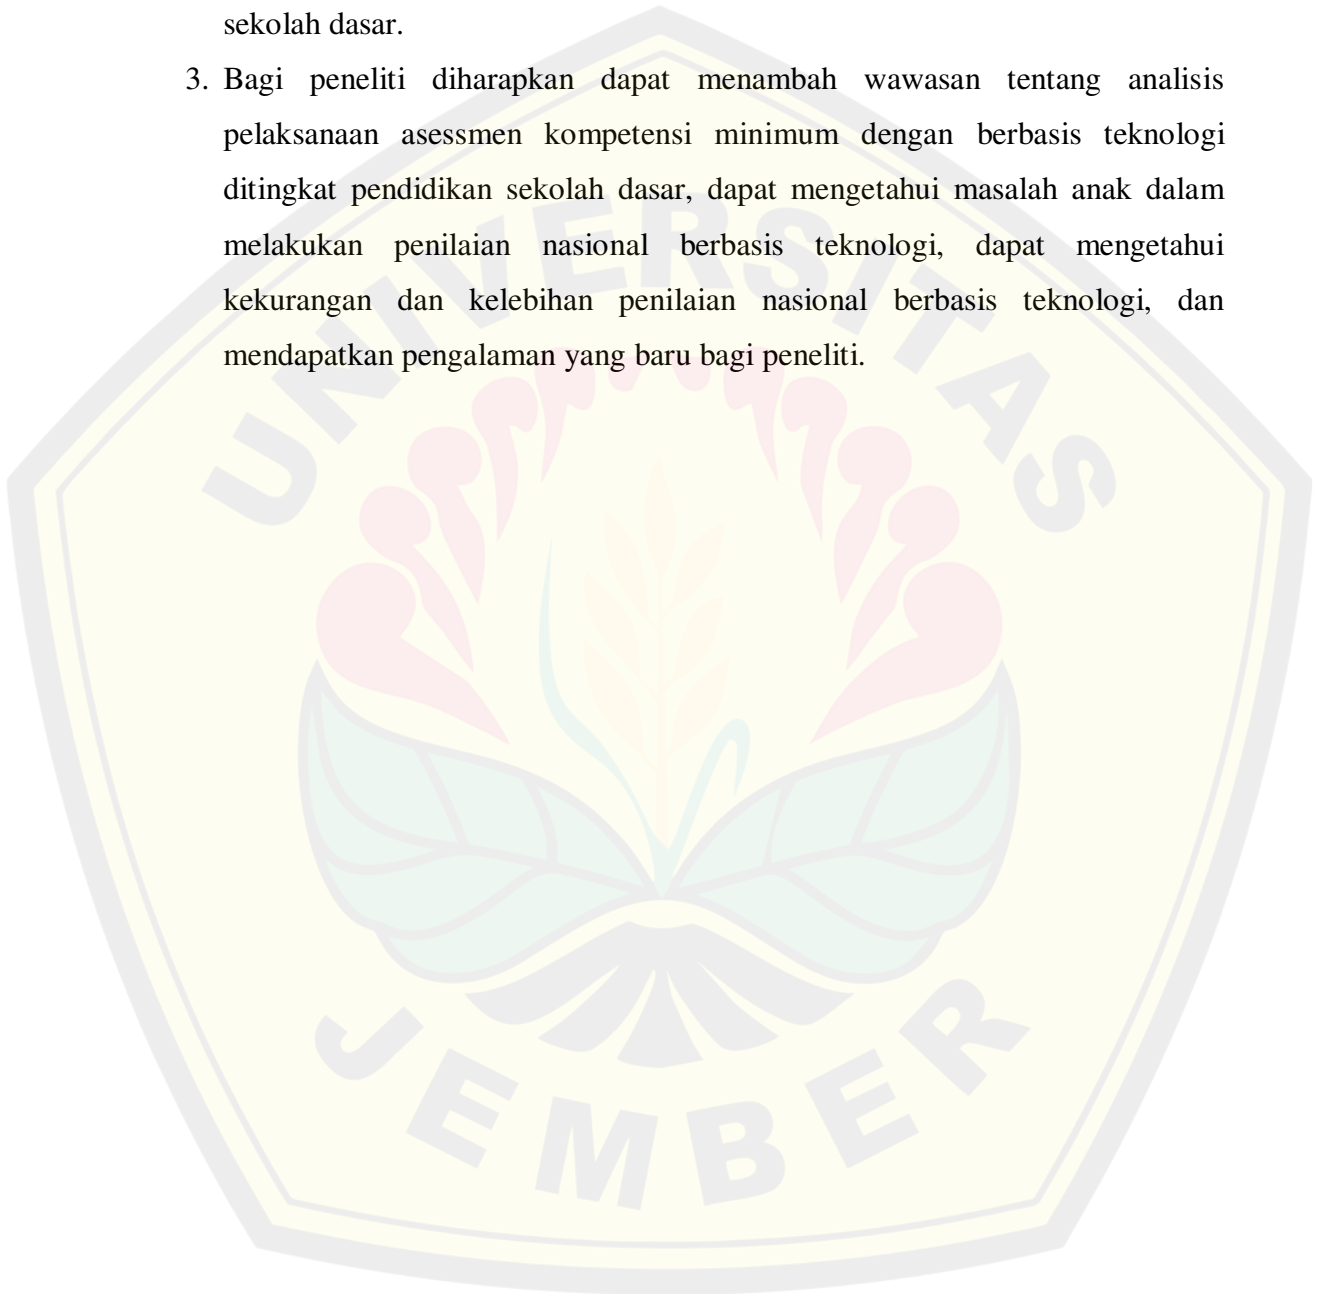 sekolah dasar.
3. Bagi peneliti diharapkan dapat menambah wawasan tentang analisis
pelaksanaan asessmen kompetensi minimum dengan berbasis teknologi
ditingkat pendidikan sekolah dasar, dapat mengetahui masalah anak dalam
melakukan penilaian nasional berbasis teknologi, dapat mengetahui
kekurangan dan kelebihan penilaian nasional berbasis teknologi, dan
mendapatkan pengalaman yang baru bagi peneliti.
UNIVERSITAS
JEMBER